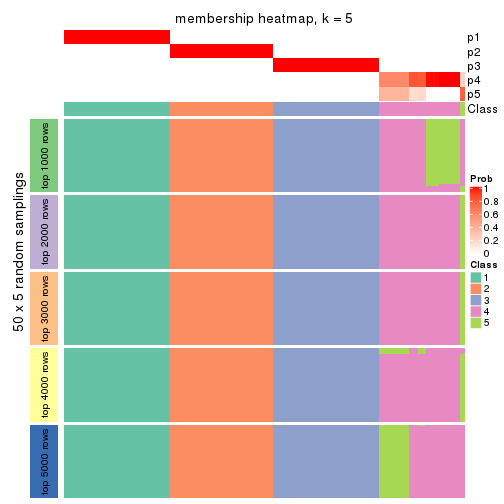 membership heatmap, k = 5
p1
p2
p3
p4
p5
Class
50 x 5 random samplings
top 1000 rows
top 2000 rows
top 3000 rows
top 4000 rows
top 5000 rows
Prob
1
0.8
0.6
0.4
0.2
0
Class
1
2
3
4
5